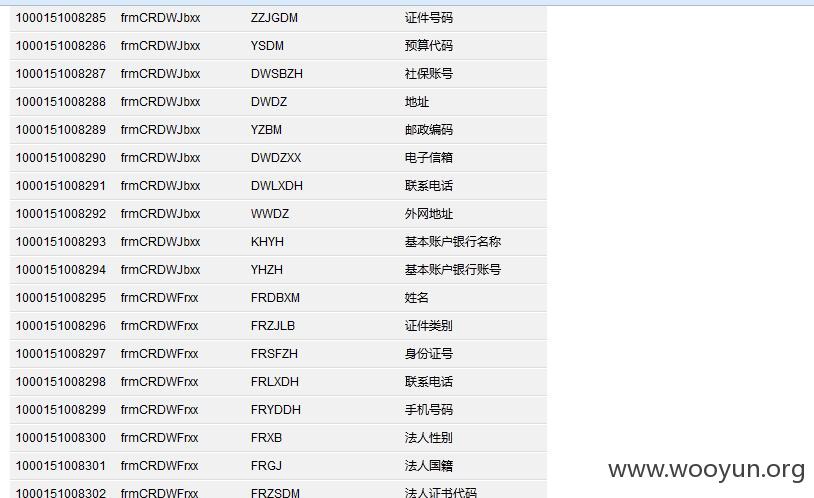 1000151008285 frmCRDWJbxx ZZJGDM 证件号码
1000151008286 frmCRDWJbxx YSDM 预算代码
1000151008287 frmCRDWJbxx DWSBZH 社保账号
1000151008288 frmCRDWJbxx DWDZ 地址
1000151008289 frmCRDWJbxx YZBM 邮政编码
1000151008290 frmCRDWJbxx DWDZXX 电子信箱
1000151008291 frmCRDWJbxx DWLXDH 联系电话
1000151008292 frmCRDWJbxx WWDZ 外网地址
1000151008293 frmCRDWJbxx KHYH 基本账户银行名称
1000151008294 frmCRDWJbxx YHZH 基本账户银行账号
1000151008295 frmCRDWFrxx FRDBXM 姓名
1000151008296 frmCRDWFrxx FRZJLB 证件类别
1000151008297 frmCRDWFrxx FRSFZH 身份证号
1000151008298 frmCRDWFrxx FRLXDH 联系电话
1000151008299 frmCRDWFrxx FRYDDH 手机号码
1000151008300 frmCRDWFrxx FRXB 法人性别
1000151008301 frmCRDWFrxx FRGJ 法人国籍
1000151008302 frmCRDWFrxx FRZSDM 法人证书代码
www.wooyun.org